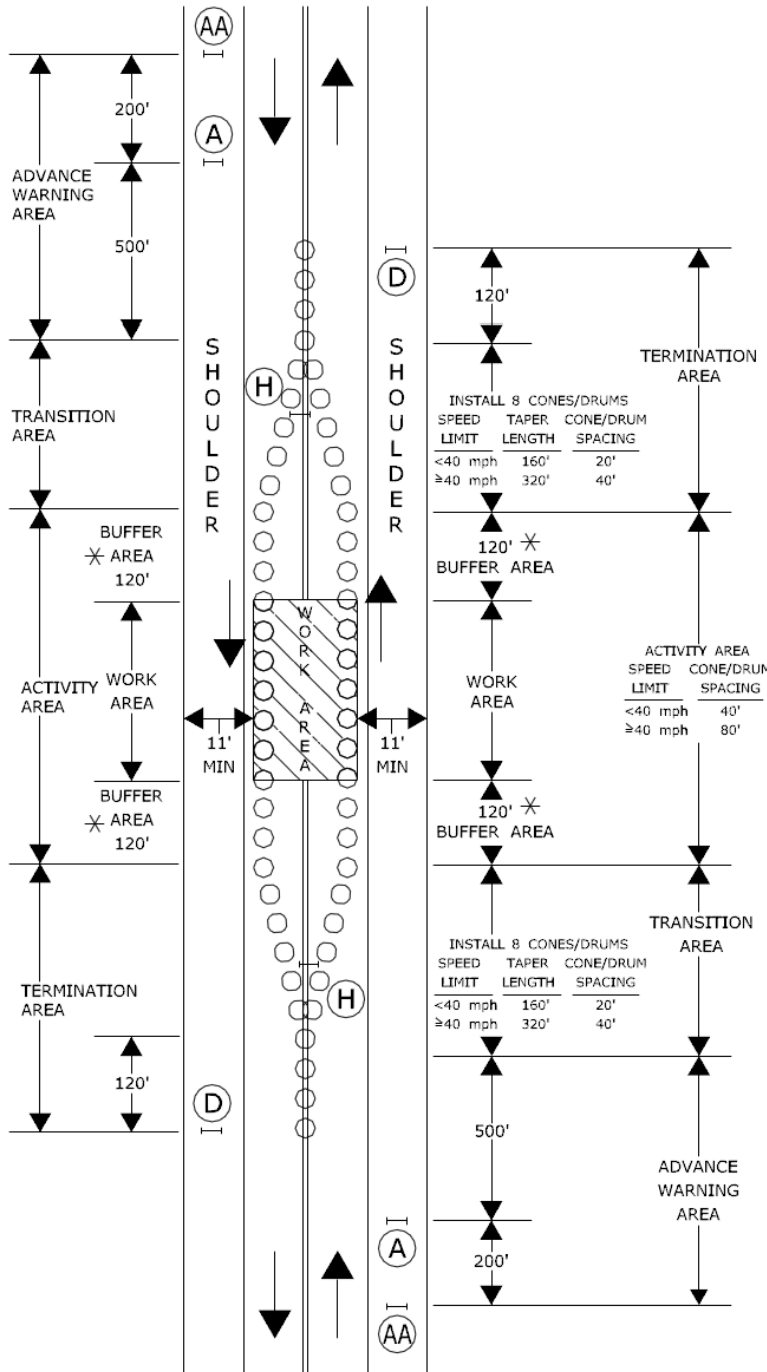 AA
200'
A
ADVANCE
WARNING
AREA
500'
D
120'
SHOULDER
SHOULDER
TERMINATION
AREA
H
TRANSITION
AREA
INSTALL 8 CONES/DRUMS
SPEED TAPER CONE/DRUM
LIMIT LENGTH SPACING
<40 mph 160' 20'
≥40 mph 320' 40'
BUFFER
* AREA
120'
120' *
BUFFER AREA
WORK AREA
ACTIVITY
AREA
WORK
AREA
WORK
AREA
ACTIVITY AREA
SPEED CONE/DRUM
LIMIT SPACING
<40 mph 40'
≥40 mph 80'
11'
MIN
11'
MIN
BUFFER
* AREA
120'
120' *
BUFFER AREA
TRANSITION
AREA
INSTALL 8 CONES/DRUMS
SPEED TAPER CONE/DRUM
LIMIT LENGTH SPACING
<40 mph 160' 20'
≥40 mph 320' 40'
TERMINATION
AREA
H
120'
D
500'
ADVANCE
WARNING
AREA
A
200'
AA